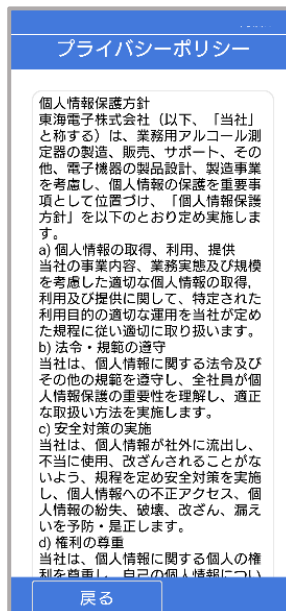 プライバシーポリシー
個人情報保護方針
東海電子株式会社（以下、「当社」
と称する）は、業務用アルコール測
定器の製造、販売、サポート、その
他、電子機器の製品設計、製造事業
を考慮し、個人情報の保護を重要事
項として位置づけ、「個人情報保護
方針」を以下のとおり定め実施しま
す。
a) 個人情報の取得、利用、提供
当社の事業内容、業務実態及び規模
を考慮した適切な個人情報の取得,
利用及び提供に関して、特定された
利用目的の適切な運用を当社が定め
た規程に従い適切に取り扱います。
b) 法令・規範の遵守
当社は、個人情報に関する法令及び
その他の規範を遵守し、全社員が個
人情報保護の重要性を理解し、適正
な取扱い方法を実施します。
c) 安全対策の実施
当社は、個人情報が社外に流出し、
不当に使用、改ざんされることがな
いよう、規程を定め安全対策を実施
し、個人情報への不正アクセス、個
人情報の紛失、破壊、改ざん、漏え
いを予防・是正します。
d) 権利の尊重
当社は、個人情報に関する個人の権
利を尊重し、自己の個人情報につい
戻る